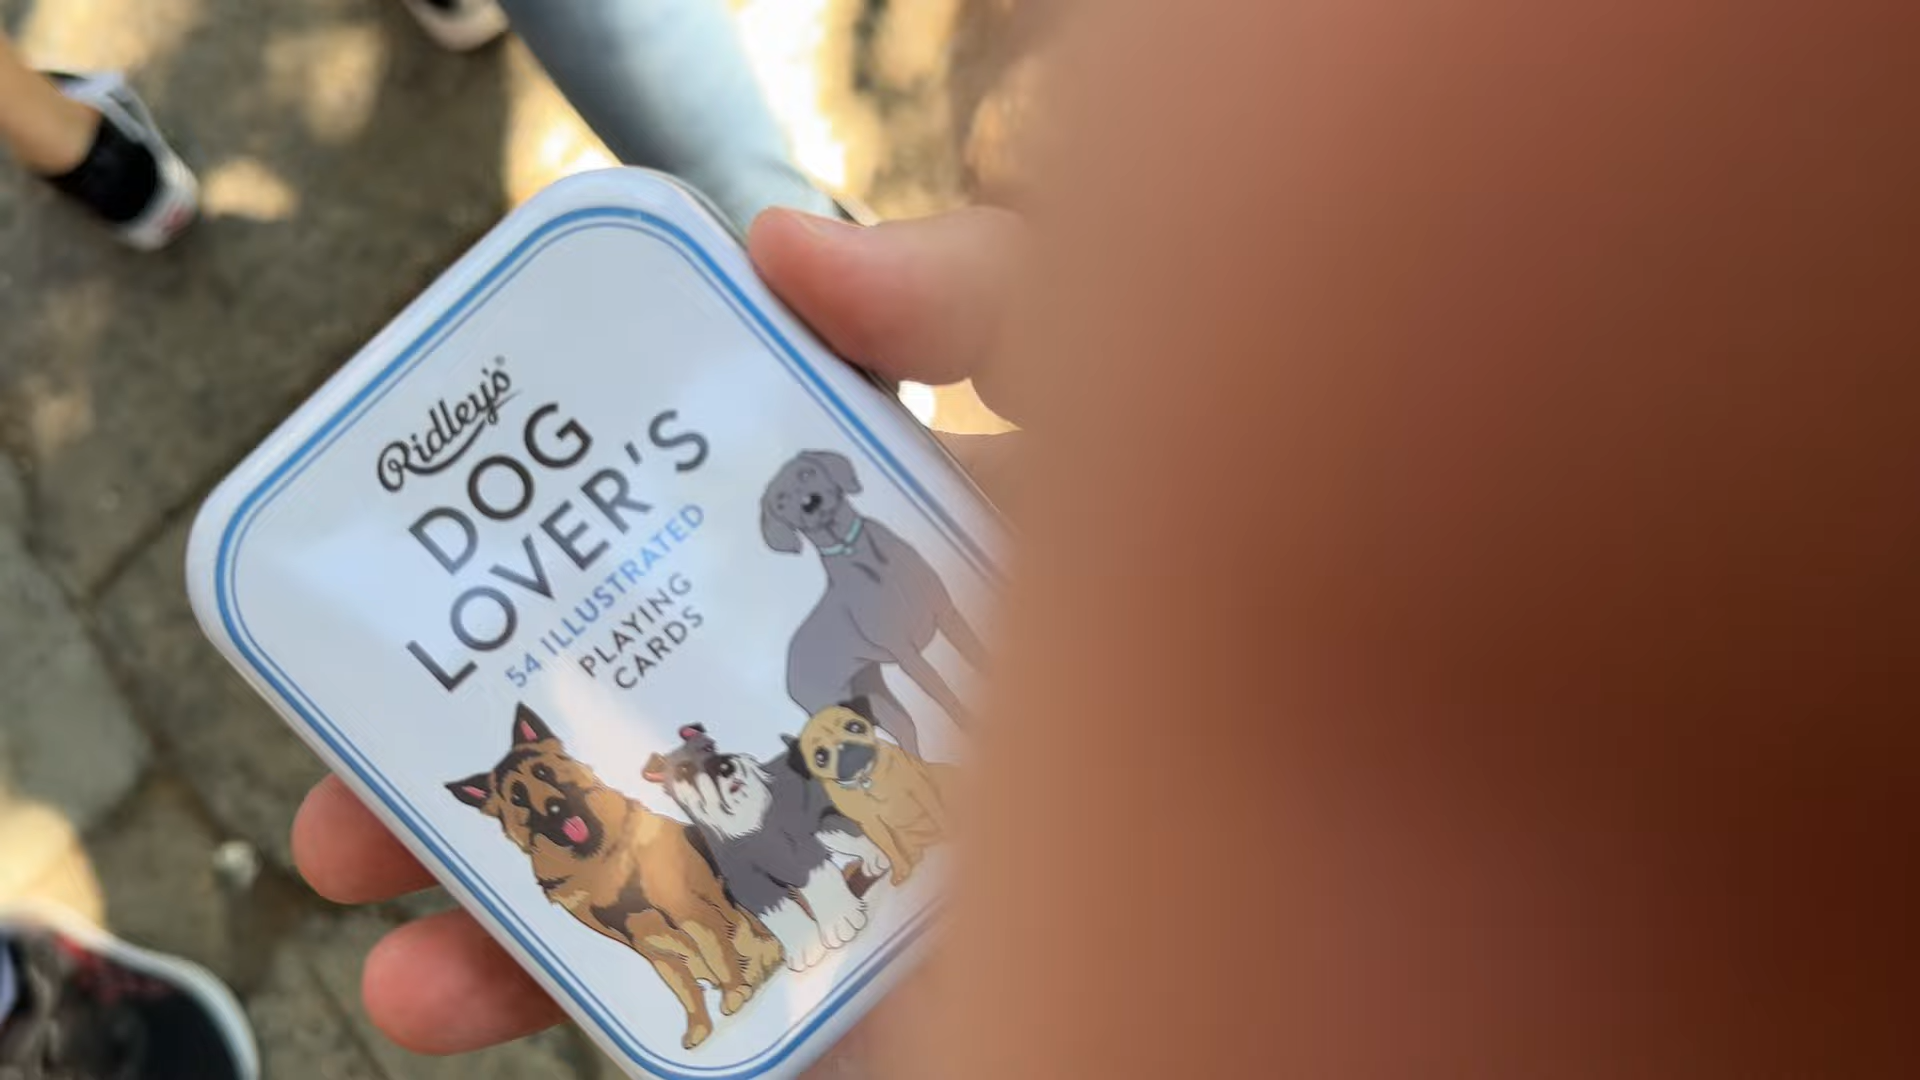 Ridley's®
DOG
LOVER'S
54 ILLUSTRATED
PLAYING
CARDS